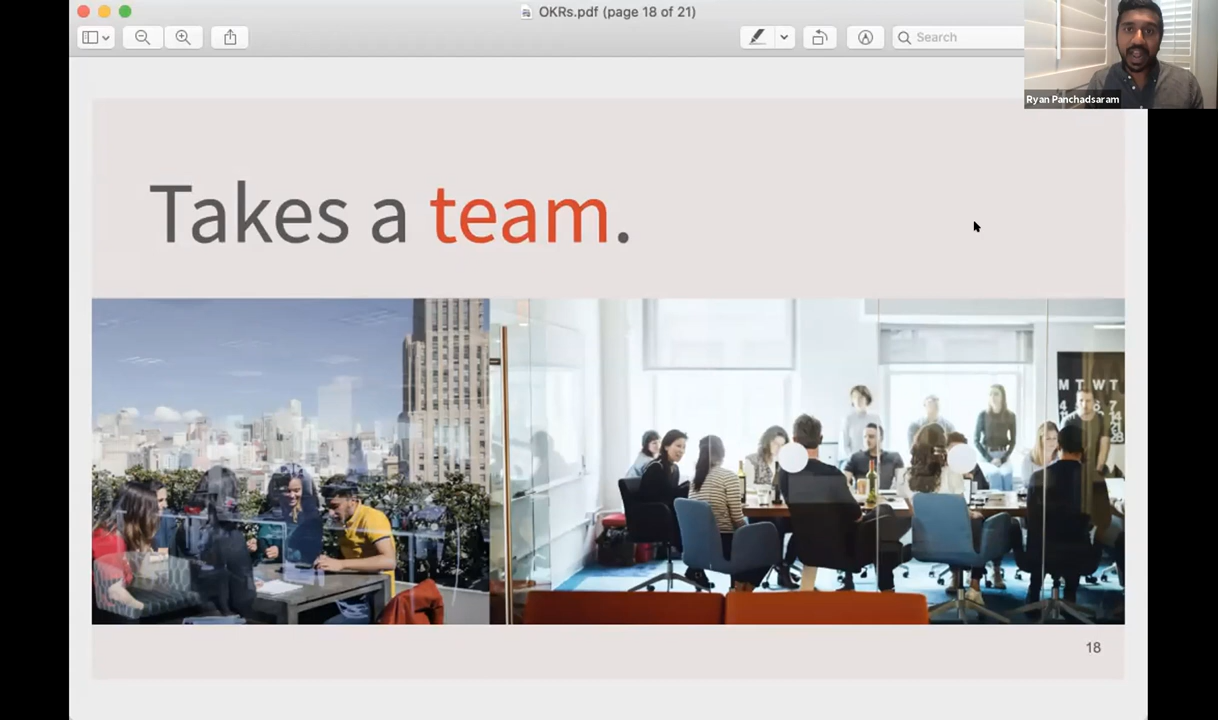 OKRs.pdf (page 18 of 21)
Search
Ryan Panchadsaram
Takes a team.
M T W T
18